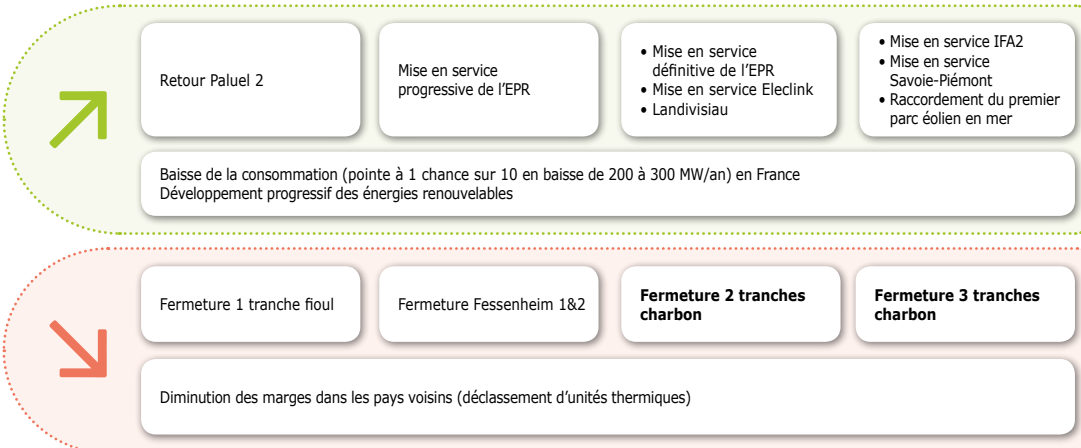 Retour Paluel 2
Mise en service
progressive de l'EPR
• Mise en service
définitive de l'EPR
• Mise en service Eleclink
• Landivisiau
• Mise en service IFA2
• Mise en service
Savoie-Piémont
• Raccordement du premier
parc éolien en mer
Baisse de la consommation (pointe à 1 chance sur 10 en baisse de 200 à 300 MW/an) en France
Développement progressif des énergies renouvelables
Fermeture 1 tranche fioul
Fermeture Fessenheim 1&2
Fermeture 2 tranches
charbon
Fermeture 3 tranches
charbon
Diminution des marges dans les pays voisins (déclassement d'unités thermiques)